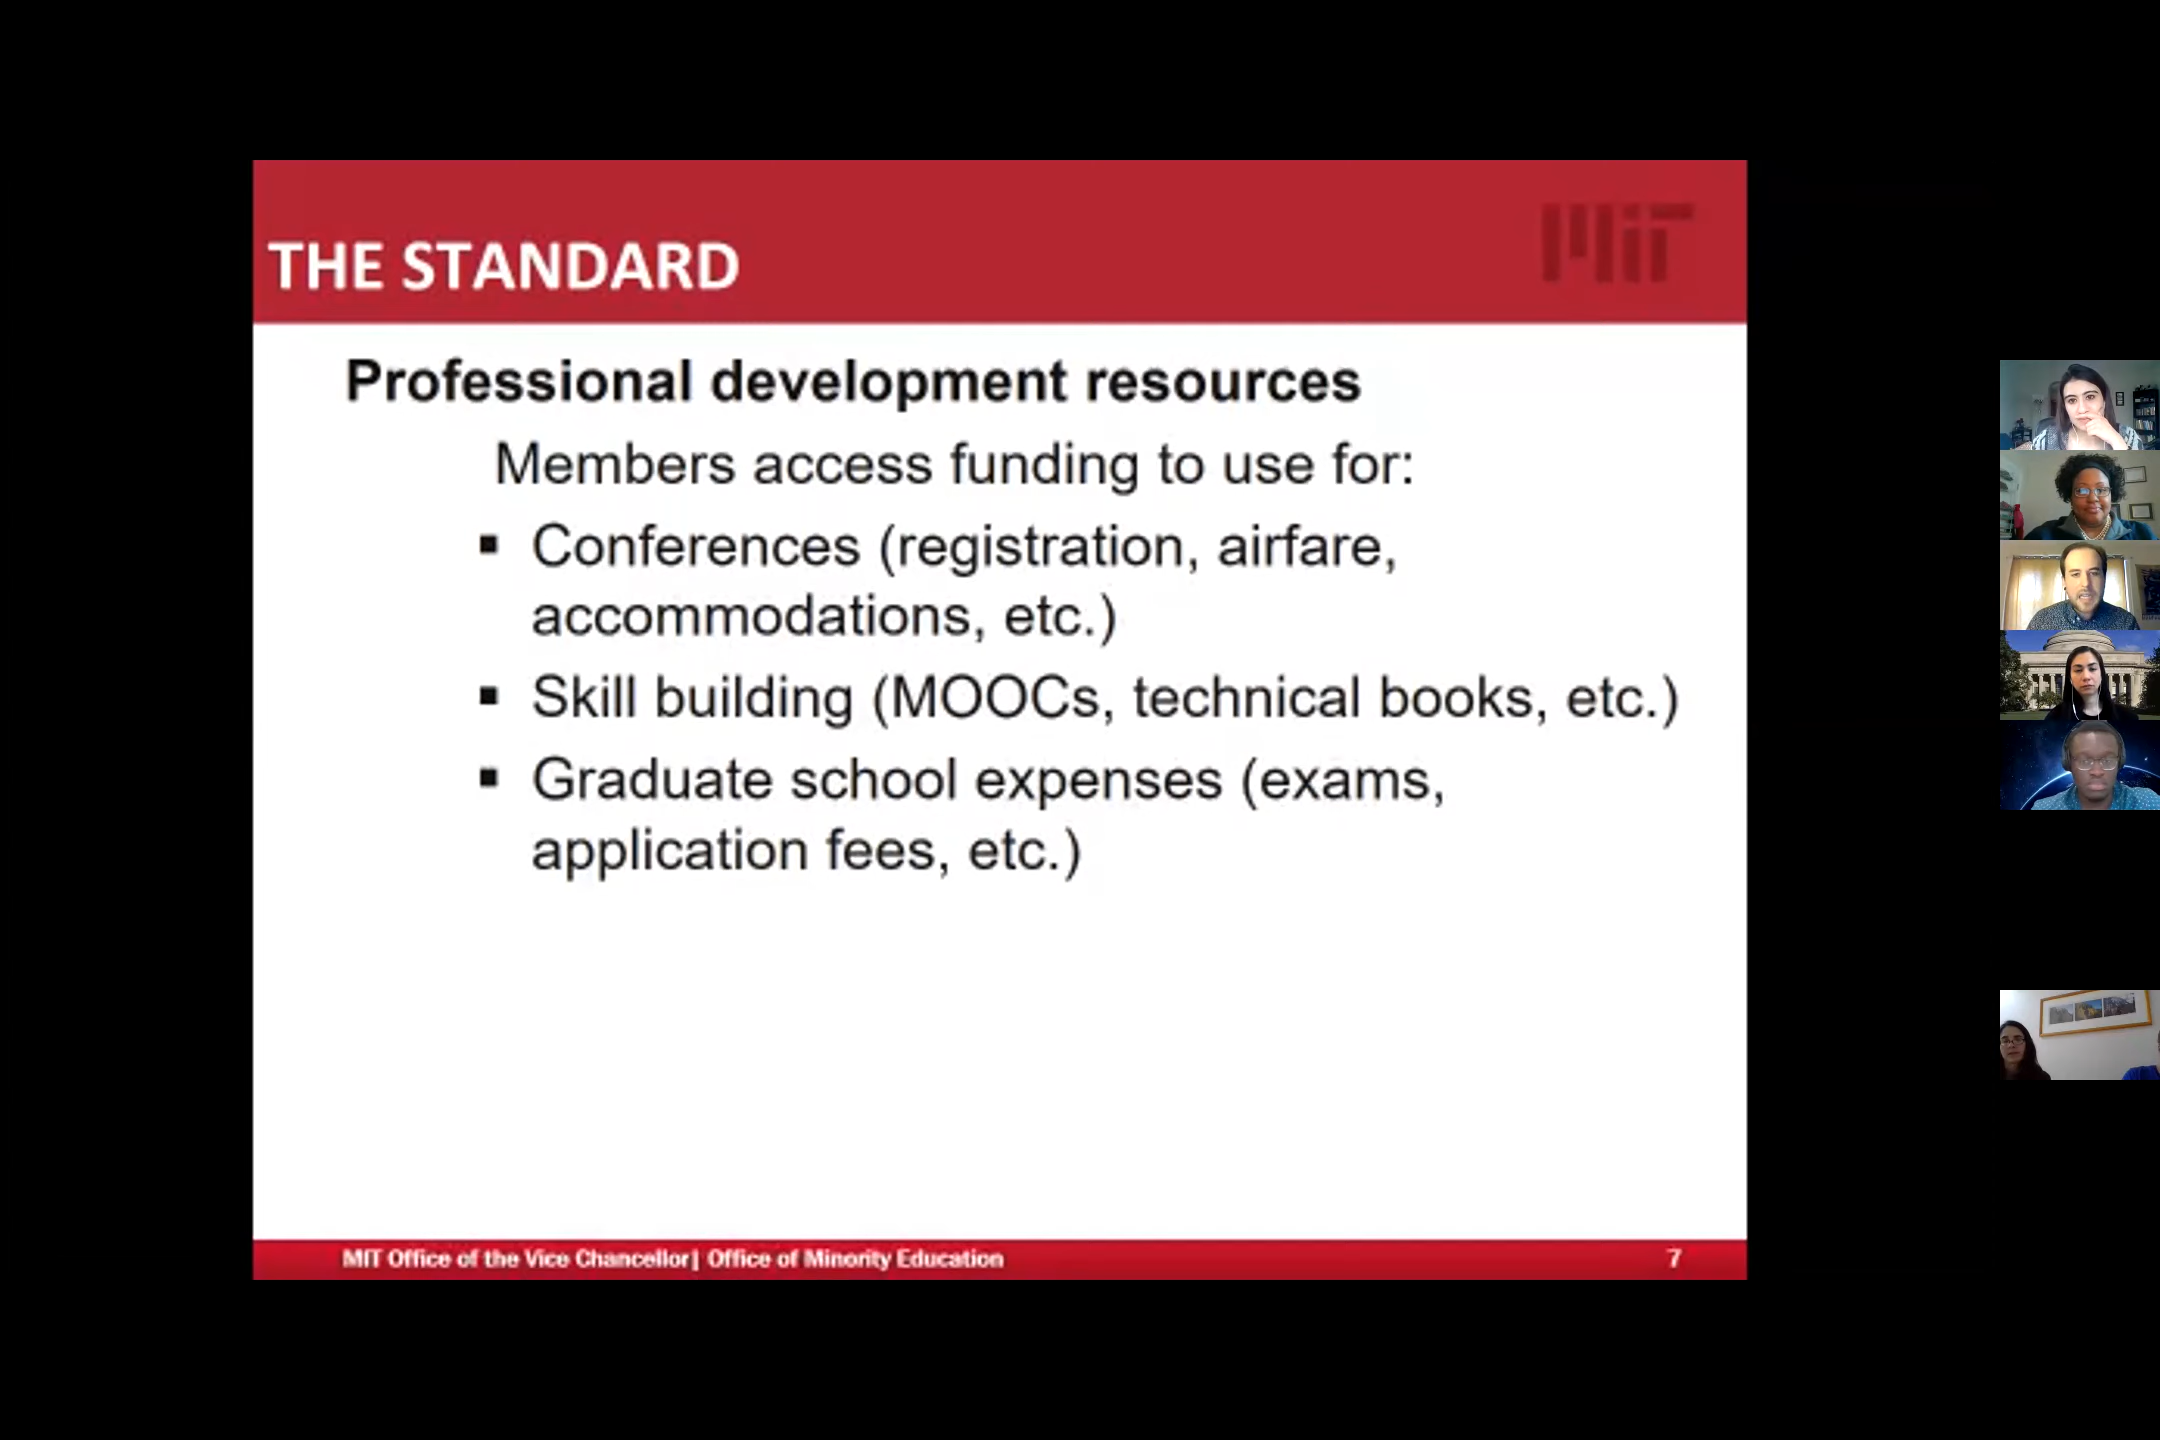 THE STANDARD
MIT
Professional development resources
Members access funding to use for:
▪ Conferences (registration, airfare,
accommodations, etc.)
▪ Skill building (MOOCs, technical books, etc.)
▪ Graduate school expenses (exams,
application fees, etc.)
MIT Office of the Vice Chancellor| Office of Minority Education 7